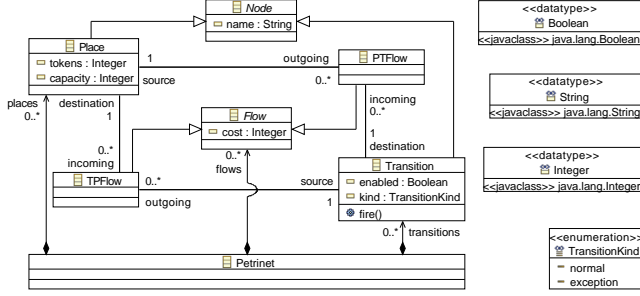 Node
name : String
Place
tokens : Integer
capacity : Integer
1
source
outgoing
0..*
PTFlow
places
0..*
destination
1
0..*
incoming
Flow
cost : Integer
0..*
flows
incoming
0..*
1
destination
TPFlow
0..*
outgoing
source
1
Transition
enabled : Boolean
kind : TransitionKind
fire()
0..*
transitions
Petrinet
<<datatype>>
Boolean
<<javaclass>> java.lang.Boolean
<<datatype>>
String
<<javaclass>> java.lang.String
<<datatype>>
Integer
<<javaclass>> java.lang.Integer
<<enumeration>>
TransitionKind
normal
exception